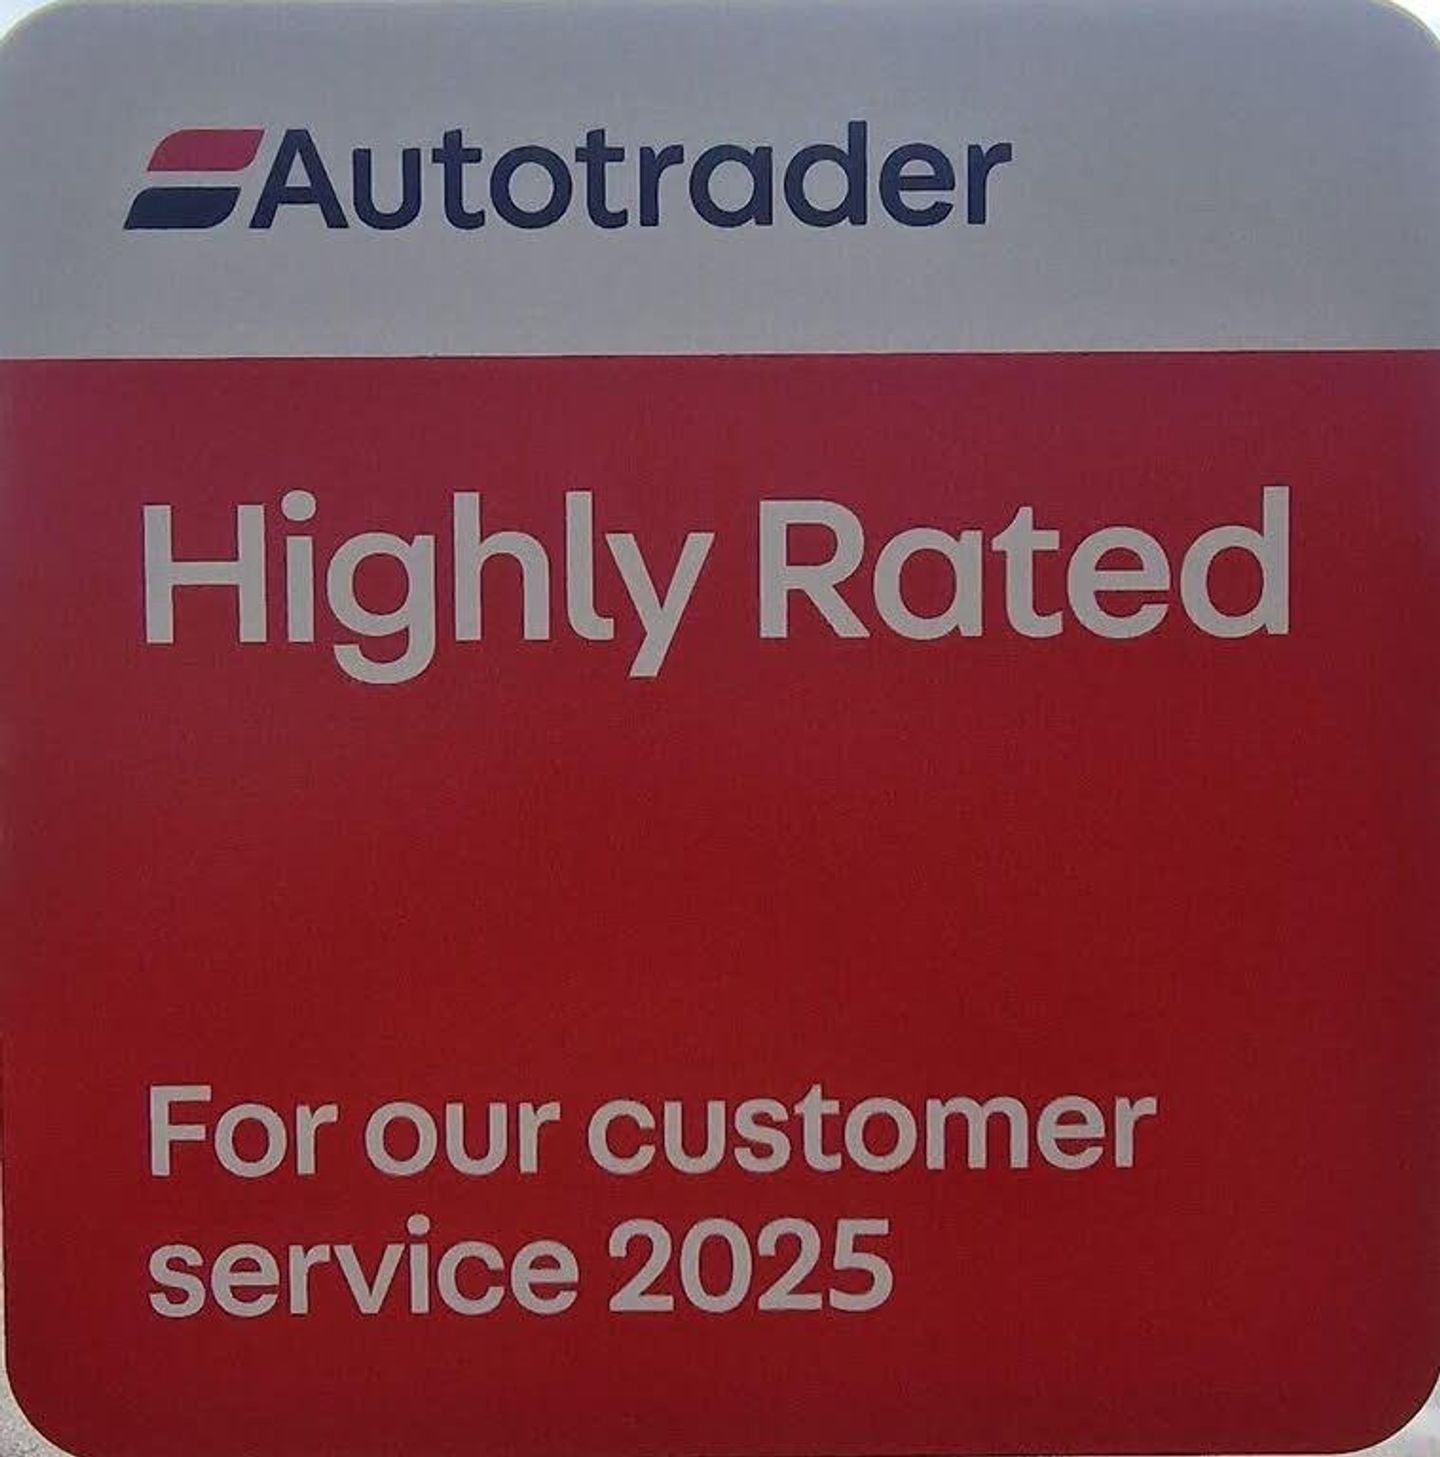 Autotrader
Highly Rated
For our customer
service 2025